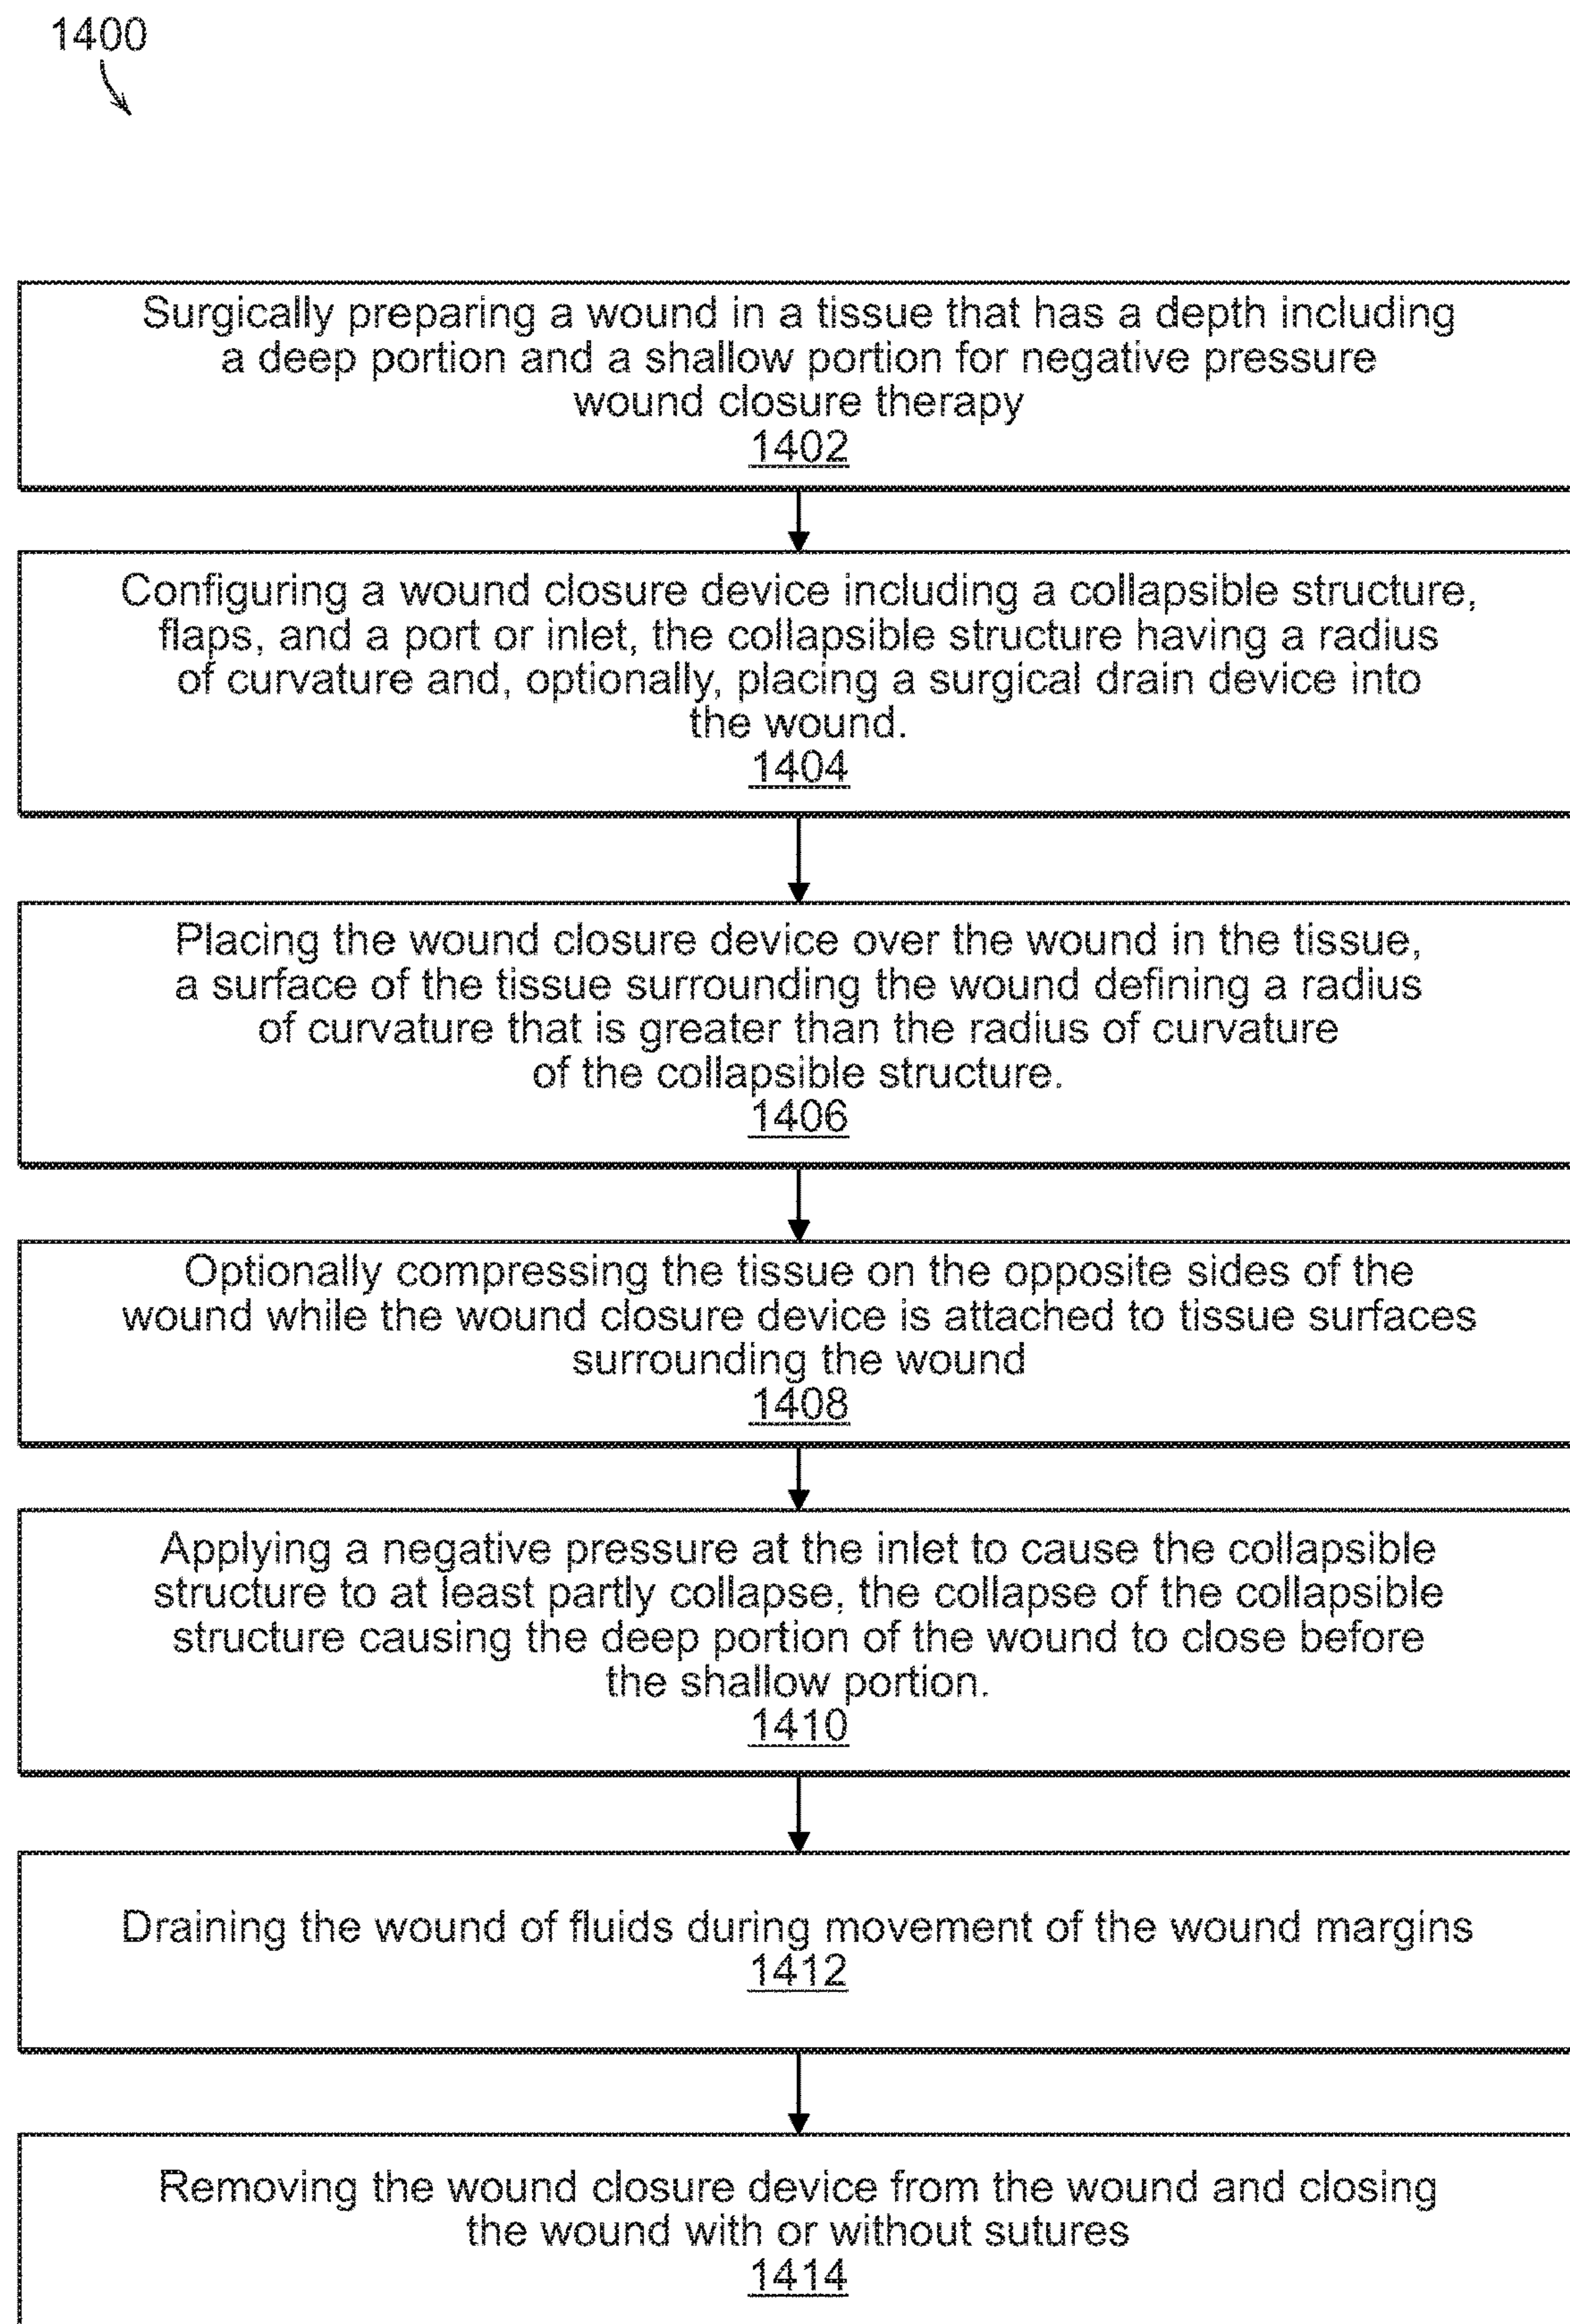 1400
Surgically preparing a wound in a tissue that has a depth including
a deep portion and a shallow portion for negative pressure
wound closure therapy
1402
Configuring a wound closure device including a collapsible structure,
flaps, and a port or inlet, the collapsible structure having a radius
of curvature and, optionally, placing a surgical drain device into
the wound.
1404
Placing the wound closure device over the wound in the tissue,
a surface of the tissue surrounding the wound defining a radius
of curvature that is greater than the radius of curvature
of the collapsible structure.
1406
Optionally compressing the tissue on the opposite sides of the
wound while the wound closure device is attached to tissue surfaces
surrounding the wound
1408
Applying a negative pressure at the inlet to cause the collapsible
structure to at least partly collapse, the collapse of the collapsible
structure causing the deep portion of the wound to close before
the shallow portion.
1410
Draining the wound of fluids during movement of the wound margins
1412
Removing the wound closure device from the wound and closing
the wound with or without sutures
1414